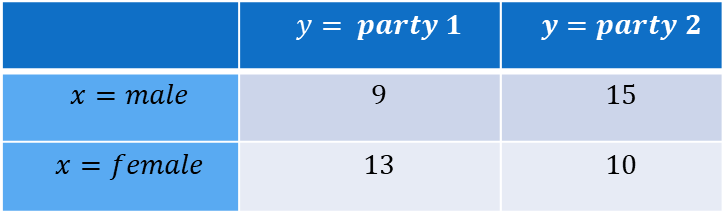 y = party 1 y = party 2
x = male 9 15
x = female 13 10